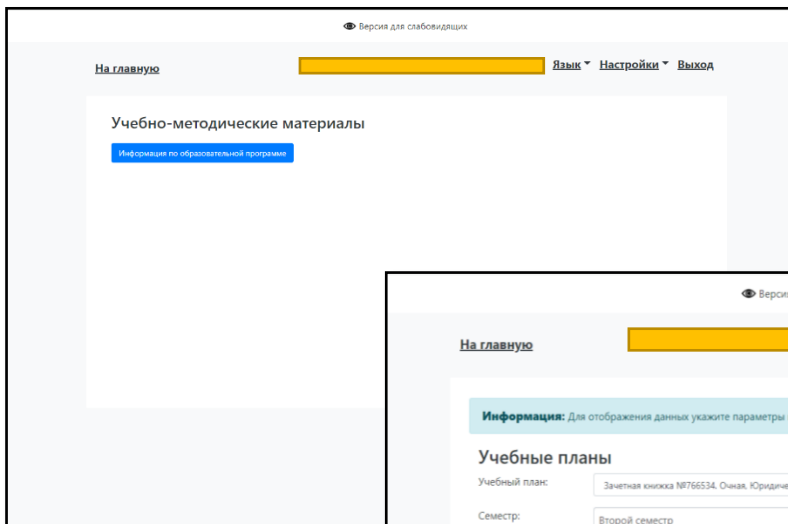 Версия для слабовидящих
На главную
Язык Настройки Выход
Учебно-методические материалы
Информация по образовательной программе
Версия
На главную
Информация: Для отображения данных укажите параметры
Учебные планы
Учебный план:
Зачетная книжка №766534, Очная, Юридиче
Семестр:
Второй семестр